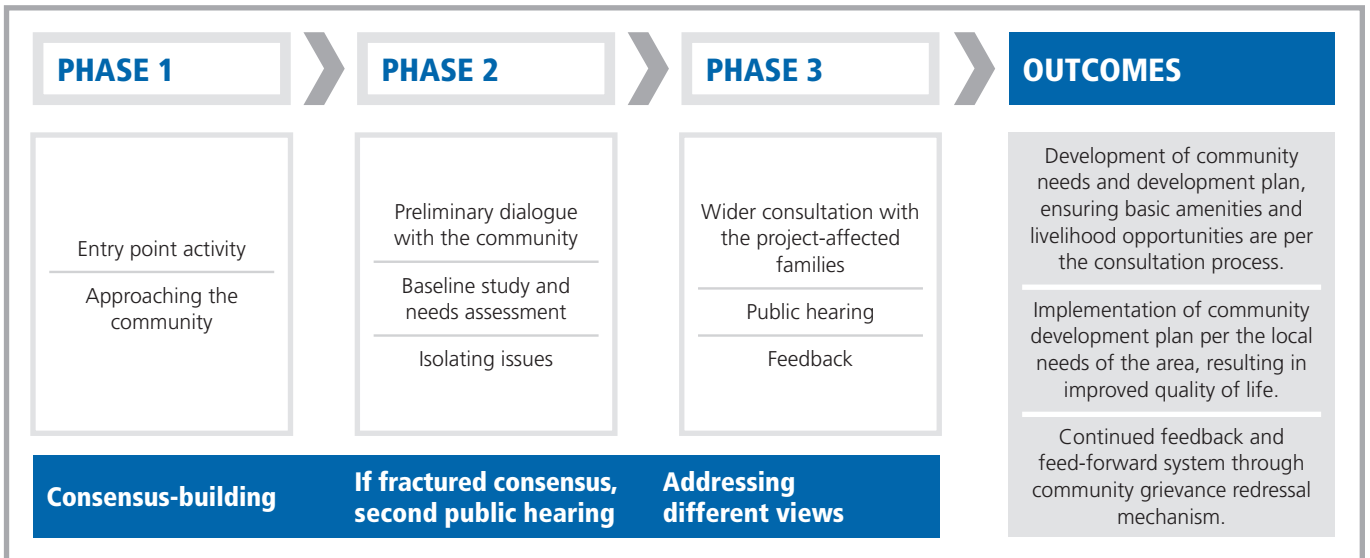 PHASE 1
PHASE 2
PHASE 3
OUTCOMES
Entry point activity
Approaching the
community
Preliminary dialogue
with the community
Baseline study and
needs assessment
Isolating issues
Wider consultation with
the project-affected
families
Public hearing
Feedback
Development of community
needs and development plan,
ensuring basic amenities and
livelihood opportunities are per
the consultation process.
Implementation of community
development plan per the local
needs of the area, resulting in
improved quality of life.
Continued feedback and
feed-forward system through
community grievance redressal
mechanism.
Consensus-building
If fractured consensus,
second public hearing
Addressing
different views